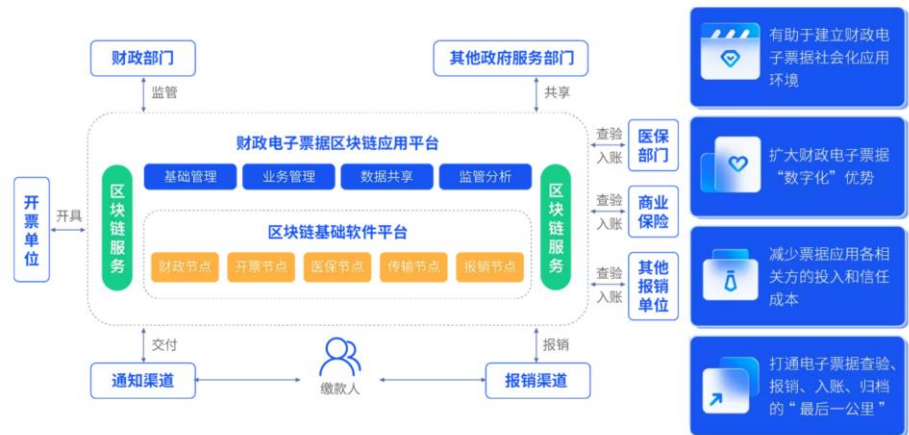 财政部门
其他政府服务部门
监管
共享
财政电子票据区块链应用平台
基础管理
业务管理
数据共享
监管分析
区块链服务
区块链服务
区块链基础软件平台
财政节点
开票节点
医保节点
传输节点
报销节点
开票单位
开具
查验
入账
医保
部门
查验
入账
商业
保险
查验
入账
其他
报销
单位
交付
报销
通知渠道
缴款人
报销渠道
有助于建立财政电
子票据社会化应用
环境
扩大财政电子票据
“数字化”优势
减少票据应用各相
关方的投入和信任
成本
打通电子票据查验、
报销、入账、归档
的“最后一公里”